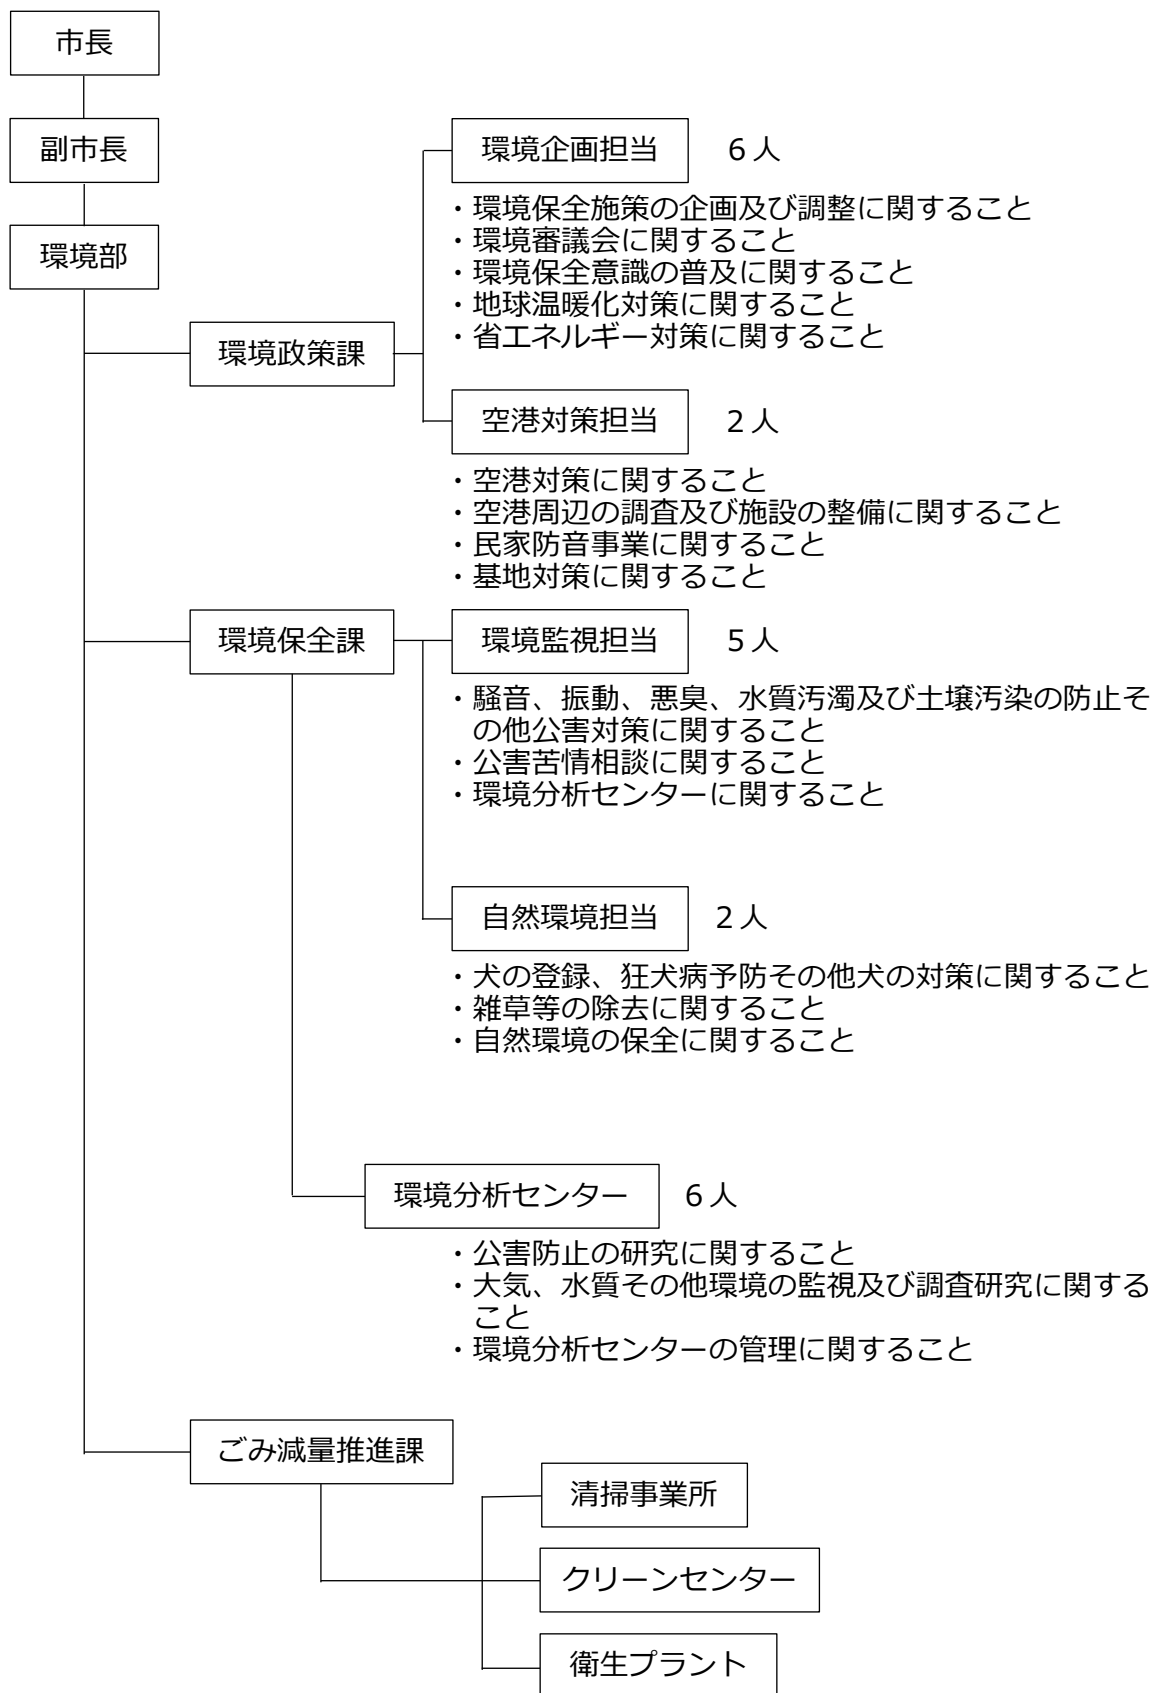 市長
副市長
環境部
環境政策課
環境企画担当 6人
・環境保全施策の企画及び調整に関すること
・環境審議会に関すること
・環境保全意識の普及に関すること
・地球温暖化対策に関すること
・省エネルギー対策に関すること
空港対策担当 2人
・空港対策に関すること
・空港周辺の調査及び施設の整備に関すること
・民家防音事業に関すること
・基地対策に関すること
環境保全課
環境監視担当 5人
・騒音、振動、悪臭、水質汚濁及び土壌汚染の防止そ
の他公害対策に関すること
・公害苦情相談に関すること
・環境分析センターに関すること
自然環境担当 2人
・犬の登録、狂犬病予防その他犬の対策に関すること
・雑草等の除去に関すること
・自然環境の保全に関すること
環境分析センター 6人
・公害防止の研究に関すること
・大気、水質その他環境の監視及び調査研究に関する
こと
・環境分析センターの管理に関すること
ごみ減量推進課
清掃事業所
クリーンセンター
衛生プラント